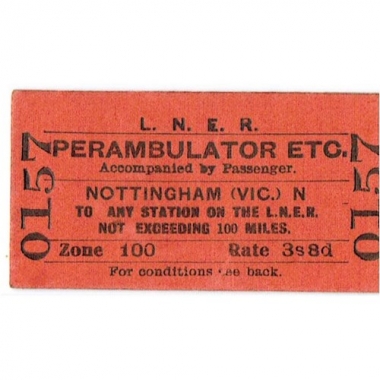 L. N. E. R.
PERAMBULATOR ETC.
Accompanied by Passenger.
NOTTINGHAM (VIC.) N
TO ANY STATION ON THE L.N.E.R.
NOT EXCEEDING 100 MILES.
Zone 100 Rate 3s8d
For conditions see back.
0157
0157